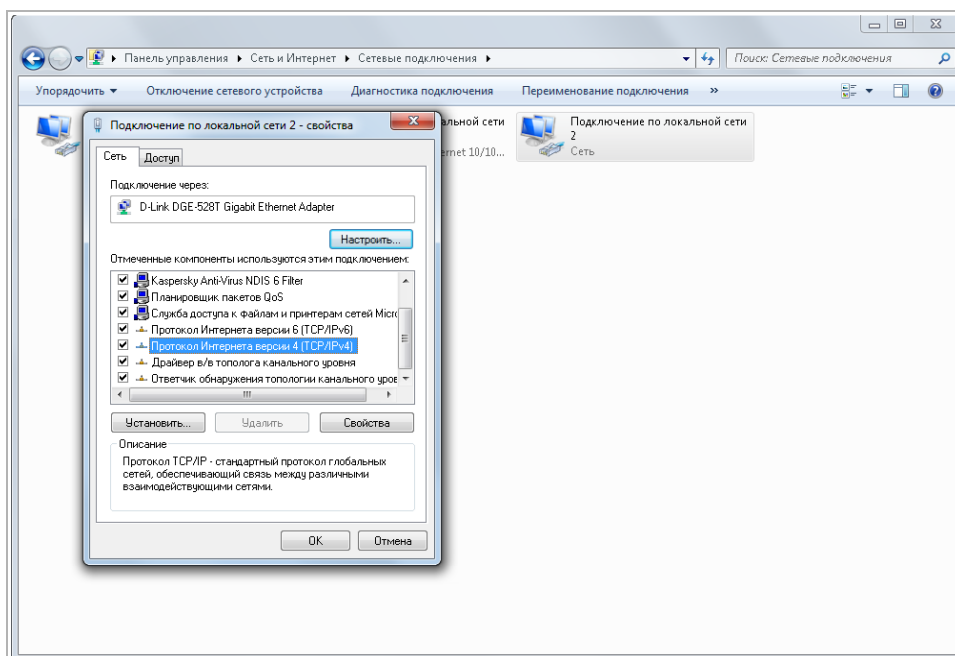 Панель управления ▸ Сеть и Интернет ▸ Сетевые подключения ▸
Поиск: Сетевые подключения
Упорядочить ▼ Отключение сетевого устройства Диагностика подключения Переименование подключения »
альной сети
ernet 10/10...
Подключение по локальной сети
2
Сеть
Подключение по локальной сети 2 - свойства
Сеть Доступ
Подключение через:
D-Link DGE-528T Gigabit Ethernet Adapter
Настроить...
Отмеченные компоненты используются этим подключением:
Kaspersky Anti-Virus NDIS 6 Filter
Планировщик пакетов QoS
Служба доступа к файлам и принтерам сетей Micro
Протокол Интернета версии 6 (TCP/IPv6)
Протокол Интернета версии 4 (TCP/IPv4)
Драйвер в/в тополога канального уровня
Ответчик обнаружения топологии канального уров
Установить... Удалить Свойства
Описание
Протокол TCP/IP - стандартный протокол глобальных
сетей, обеспечивающий связь между различными
взаимодействующими сетями.
OK Отмена